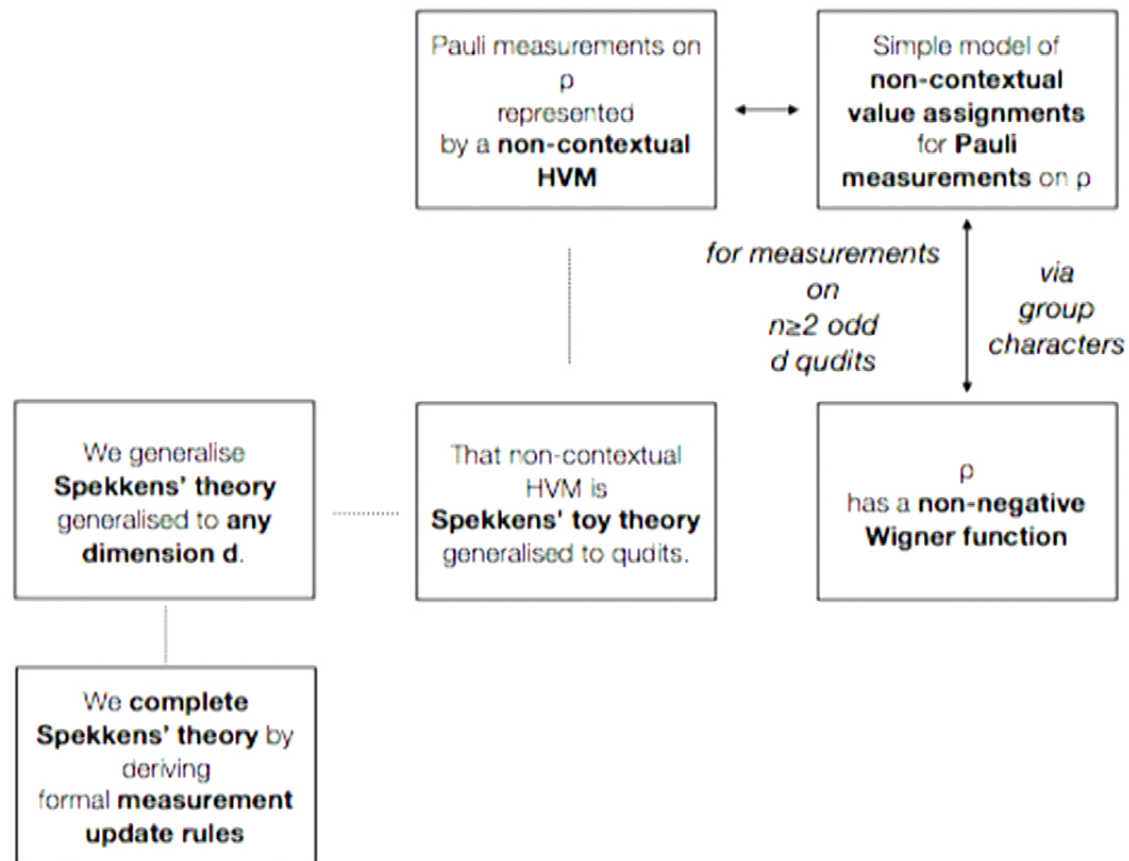 Pauli measurements on
ρ
represented
by a non-contextual
HVM
Simple model of
non-contextual
value assignments
for Pauli
measurements on ρ
for measurements
on
n≥2 odd
d qudits
via
group
characters
We generalise
Spekkens' theory
generalised to any
dimension d.
That non-contextual
HVM is
Spekkens' toy theory
generalised to qudits.
ρ
has a non-negative
Wigner function
We complete
Spekkens' theory by
deriving
formal measurement
update rules